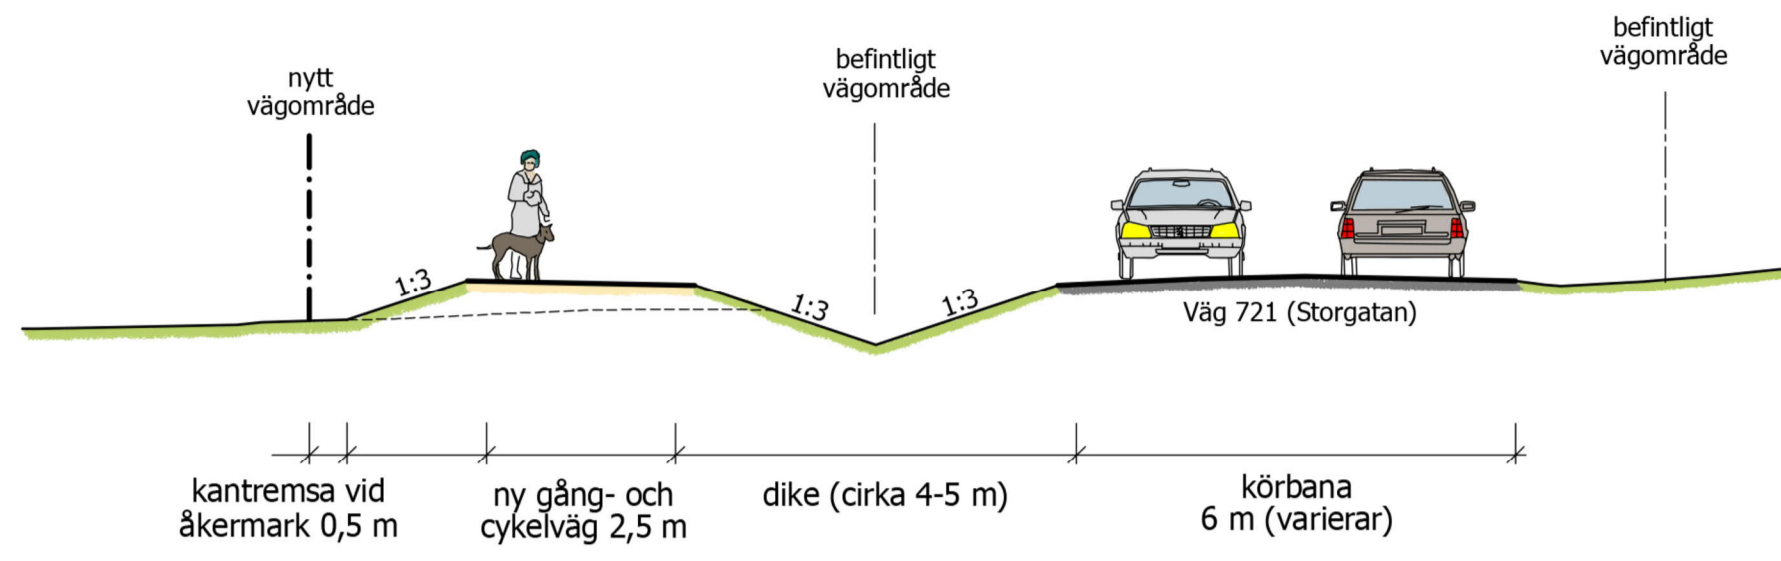 nytt
vägområde
befintligt
vägområde
befintligt
vägområde
1:3
1:3
1:3
Väg 721 (Storgatan)
kantremsa vid
åkermark 0,5 m
ny gång- och
cykelväg 2,5 m
dike (cirka 4-5 m)
körbana
6 m (varierar)